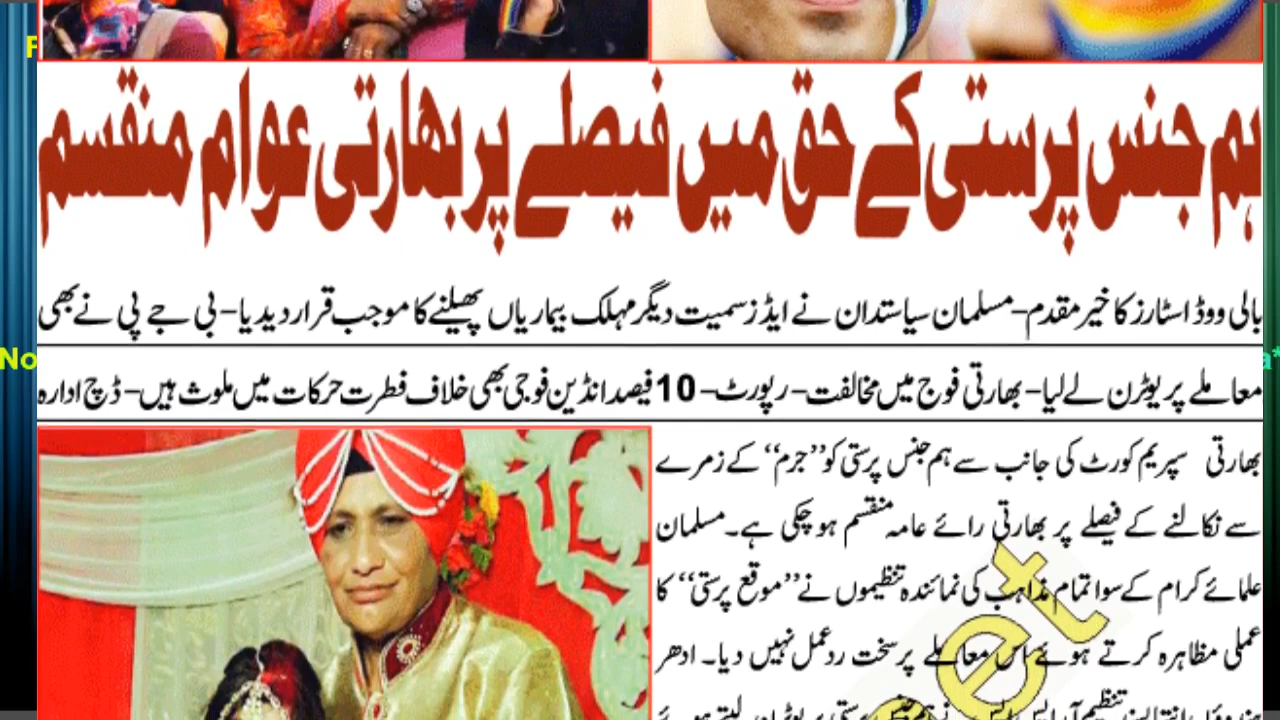 ہم جنس پرستی کے حق میں فیصلے پر بھارتی عوام منقسم
بالی ووڈ اسٹارز کا خیر مقدم – مسلمان سیاستدان نے ایڈز سمیت دیگر مہلک بیماریاں پھیلنے کا موجب قرار دیدیا – بی جے پی نے بھی
معاملے پر یوٹرن لے لیا – بھارتی فوج میں مخالفت – رپورٹ – 10 فیصد انڈین فوجی بھی خلاف فطرت حرکات میں ملوث ہیں – ڈچ ادارہ
بھارتی سپریم کورٹ کی جانب سے ہم جنس پرستی کو ’’جرم‘‘ کے زمرے
سے نکالنے کے فیصلے پر بھارتی رائے عامہ منقسم ہو چکی ہے۔ مسلمان
علمائے کرام کے سوا تمام مذاہب کی نمائندہ تنظیموں نے ’’موقع پرستی‘‘ کا
عملی مظاہرہ کرتے ہوئے اس معاملے پر سخت ردعمل نہیں دیا۔ ادھر
F
No
a*
et